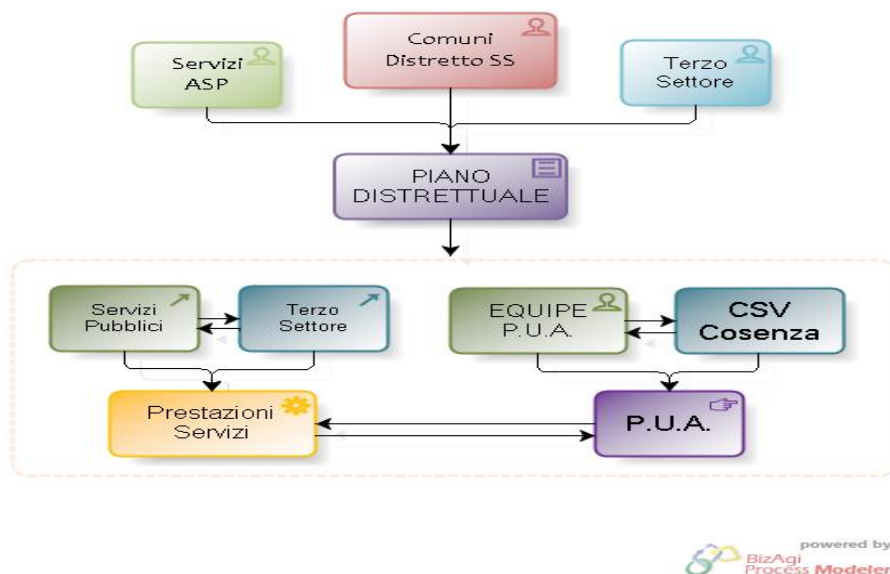 Servizi
ASP
Comuni
Distretto SS
Terzo
Settore
PIANO
DISTRETTUALE
Servizi
Pubblici
Terzo
Settore
EQUIPE
P.U.A.
CSV
Cosenza
Prestazioni
Servizi
P.U.A.
powered by
BizAgi
Process Modeler